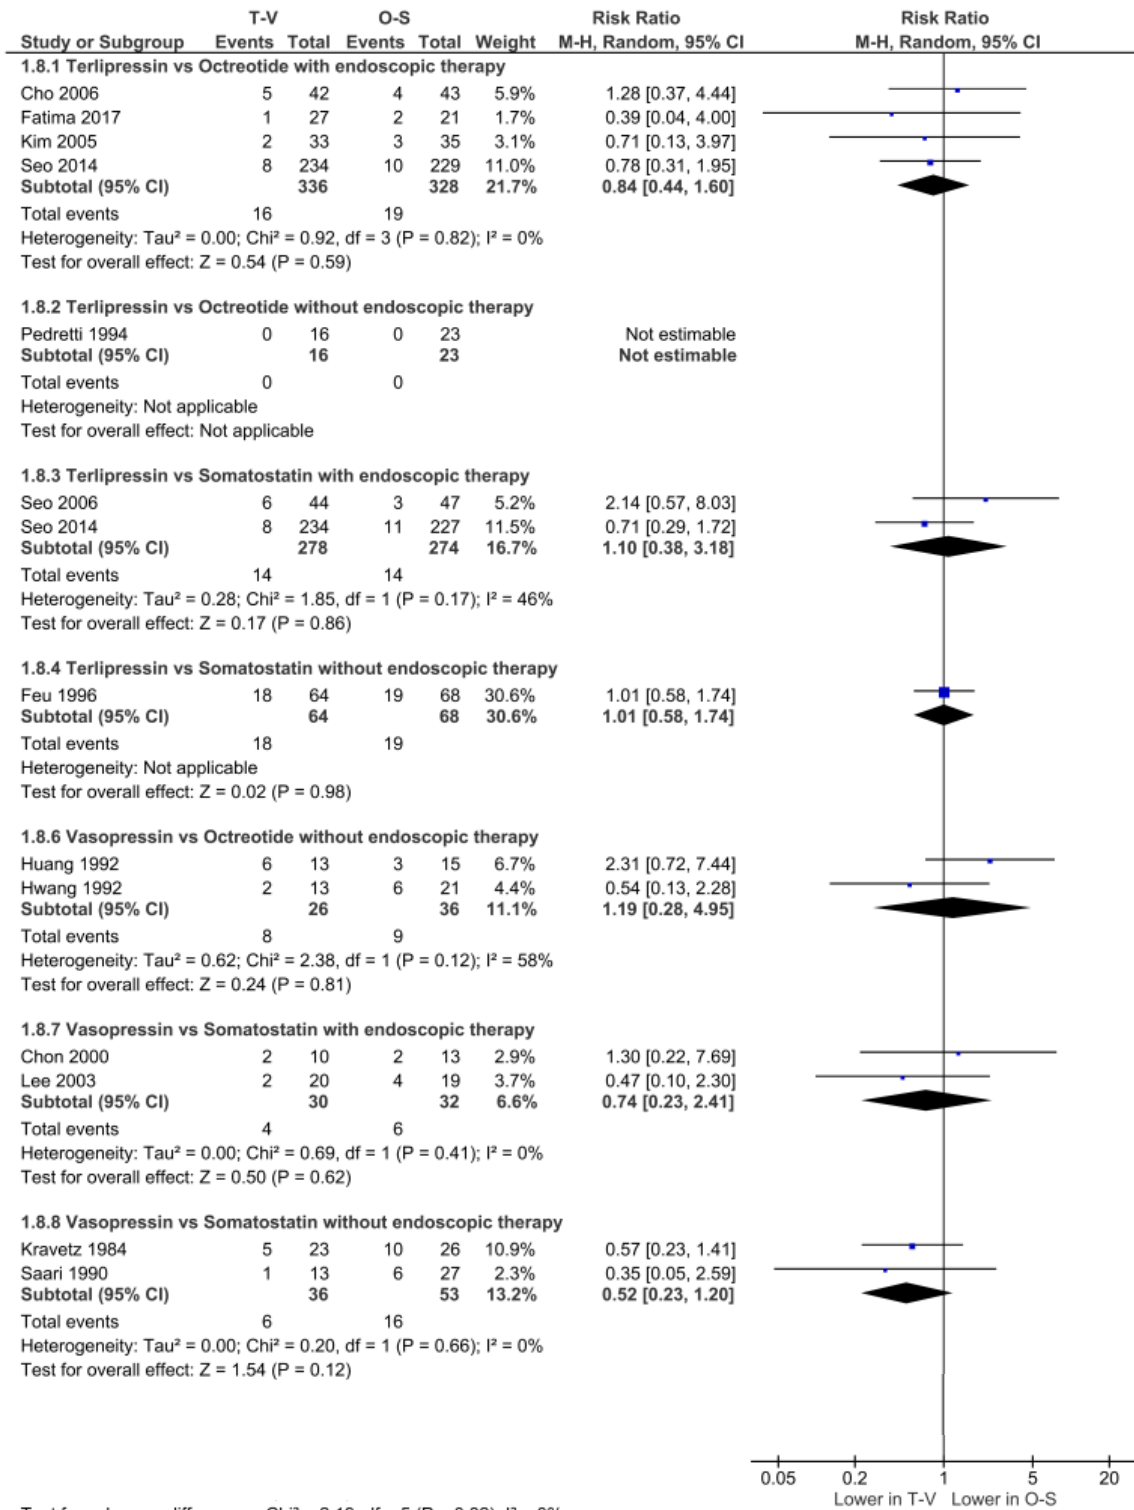 T-V O-S Risk Ratio Risk Ratio
Study or Subgroup Events Total Events Total Weight M-H, Random, 95% CI M-H, Random, 95% CI
1.8.1 Terlipressin vs Octreotide with endoscopic therapy
Cho 2006 5 42 4 43 5.9% 1.28 [0.37, 4.44]
Fatima 2017 1 27 2 21 1.7% 0.39 [0.04, 4.00]
Kim 2005 2 33 3 35 3.1% 0.71 [0.13, 3.97]
Seo 2014 8 234 10 229 11.0% 0.78 [0.31, 1.95]
Subtotal (95% CI) 336 328 21.7% 0.84 [0.44, 1.60]
Total events 16 19
Heterogeneity: Tau² = 0.00; Chi² = 0.92, df = 3 (P = 0.82); I² = 0%
Test for overall effect: Z = 0.54 (P = 0.59)
1.8.2 Terlipressin vs Octreotide without endoscopic therapy
Pedretti 1994 0 16 0 23 Not estimable
Subtotal (95% CI) 16 23 Not estimable
Total events 0 0
Heterogeneity: Not applicable
Test for overall effect: Not applicable
1.8.3 Terlipressin vs Somatostatin with endoscopic therapy
Seo 2006 6 44 3 47 5.2% 2.14 [0.57, 8.03]
Seo 2014 8 234 11 227 11.5% 0.71 [0.29, 1.72]
Subtotal (95% CI) 278 274 16.7% 1.10 [0.38, 3.18]
Total events 14 14
Heterogeneity: Tau² = 0.28; Chi² = 1.85, df = 1 (P = 0.17); I² = 46%
Test for overall effect: Z = 0.17 (P = 0.86)
1.8.4 Terlipressin vs Somatostatin without endoscopic therapy
Feu 1996 18 64 19 68 30.6% 1.01 [0.58, 1.74]
Subtotal (95% CI) 64 68 30.6% 1.01 [0.58, 1.74]
Total events 18 19
Heterogeneity: Not applicable
Test for overall effect: Z = 0.02 (P = 0.98)
1.8.6 Vasopressin vs Octreotide without endoscopic therapy
Huang 1992 6 13 3 15 6.7% 2.31 [0.72, 7.44]
Hwang 1992 2 13 6 21 4.4% 0.54 [0.13, 2.28]
Subtotal (95% CI) 26 36 11.1% 1.19 [0.28, 4.95]
Total events 8 9
Heterogeneity: Tau² = 0.62; Chi² = 2.38, df = 1 (P = 0.12); I² = 58%
Test for overall effect: Z = 0.24 (P = 0.81)
1.8.7 Vasopressin vs Somatostatin with endoscopic therapy
Chon 2000 2 10 2 13 2.9% 1.30 [0.22, 7.69]
Lee 2003 2 20 4 19 3.7% 0.47 [0.10, 2.30]
Subtotal (95% CI) 30 32 6.6% 0.74 [0.23, 2.41]
Total events 4 6
Heterogeneity: Tau² = 0.00; Chi² = 0.69, df = 1 (P = 0.41); I² = 0%
Test for overall effect: Z = 0.50 (P = 0.62)
1.8.8 Vasopressin vs Somatostatin without endoscopic therapy
Kravetz 1984 5 23 10 26 10.9% 0.57 [0.23, 1.41]
Saari 1990 1 13 6 27 2.3% 0.35 [0.05, 2.59]
Subtotal (95% CI) 36 53 13.2% 0.52 [0.23, 1.20]
Total events 6 16
Heterogeneity: Tau² = 0.00; Chi² = 0.20, df = 1 (P = 0.66); I² = 0%
Test for overall effect: Z = 1.54 (P = 0.12)
0.05 0.2 1 5 20
Lower in T-V Lower in O-S